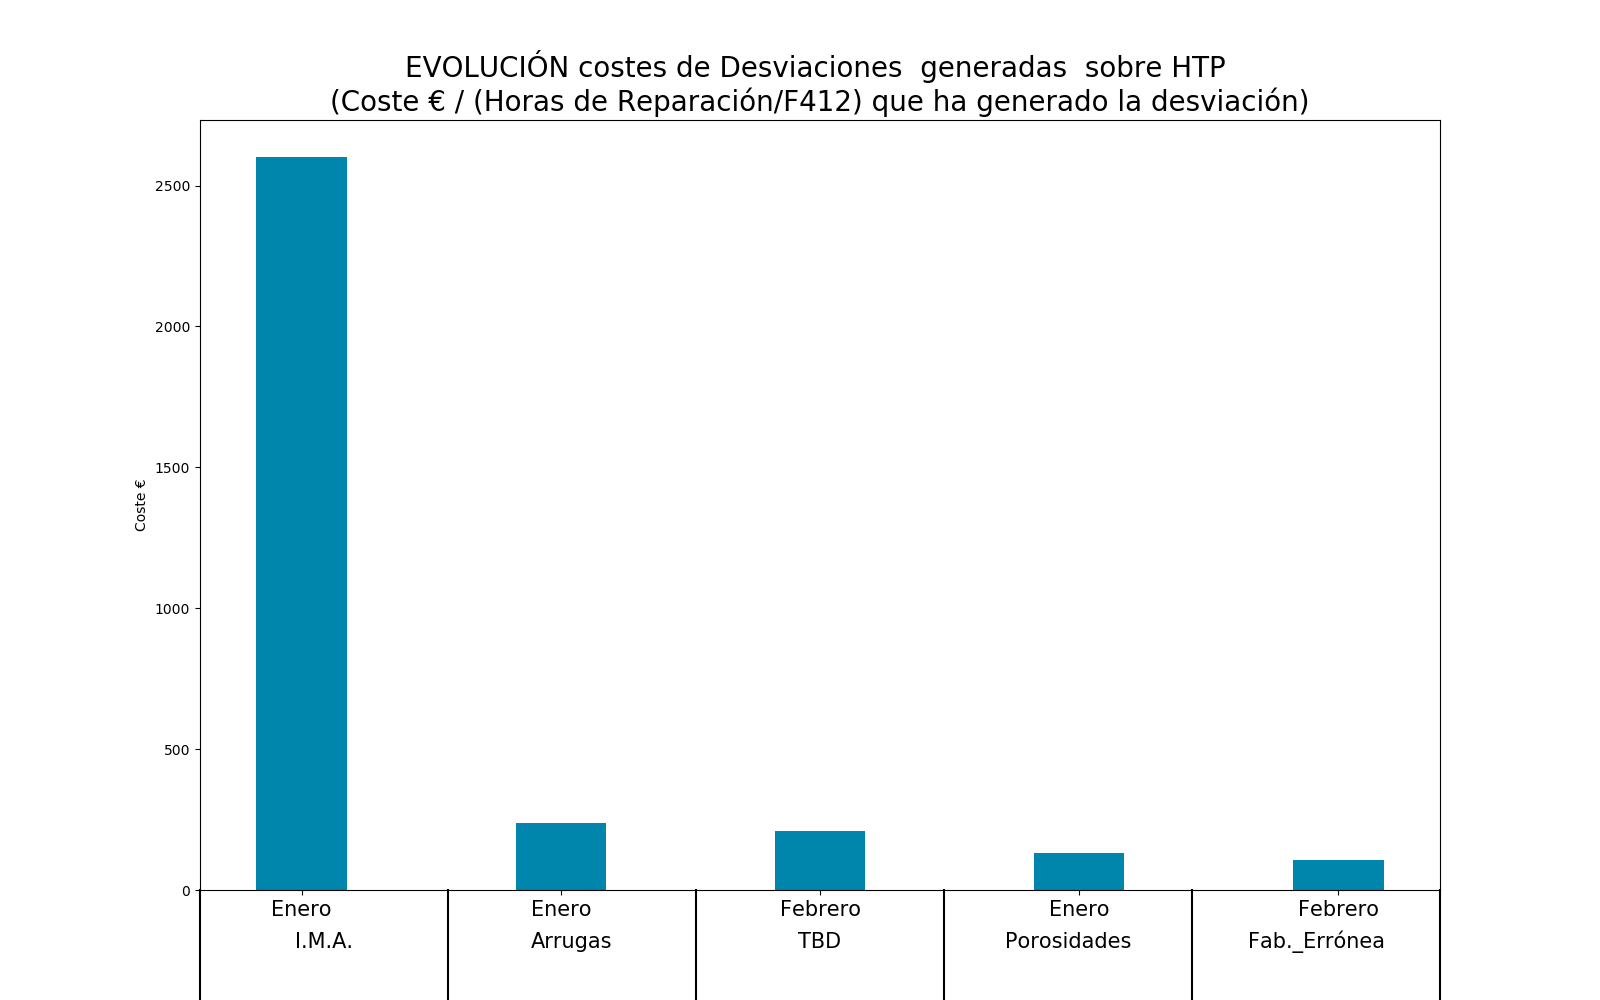 EVOLUCIÓN costes de Desviaciones  generadas  sobre HTP
(Coste € / (Horas de Reparación/F412) que ha generado la desviación)
2500
2000
1500
1000
500
0
Coste €
Enero Enero Febrero Enero Febrero
I.M.A. Arrugas TBD Porosidades Fab._Errónea